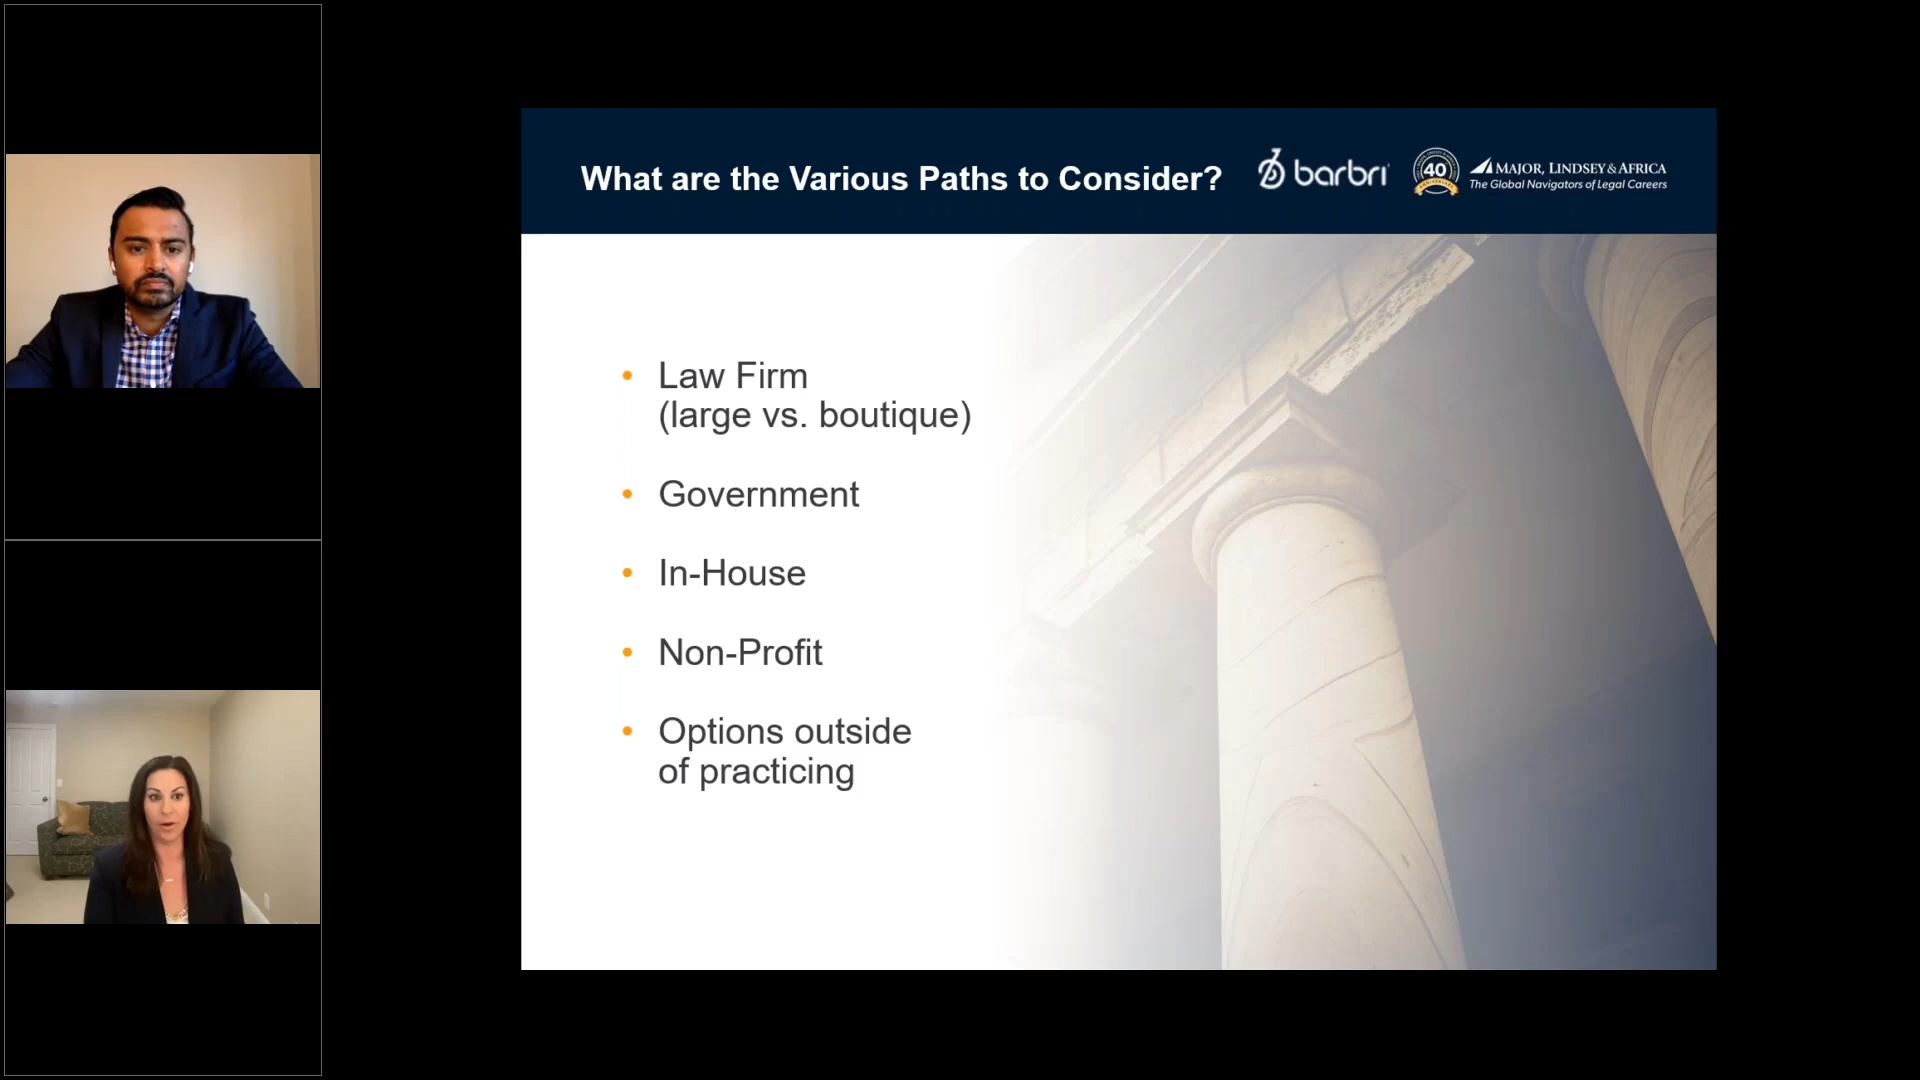 What are the Various Paths to Consider?
barbri
40
MAJOR, LINDSEY & AFRICA
The Global Navigators of Legal Careers
• Law Firm
(large vs. boutique)
• Government
• In-House
• Non-Profit
• Options outside
of practicing